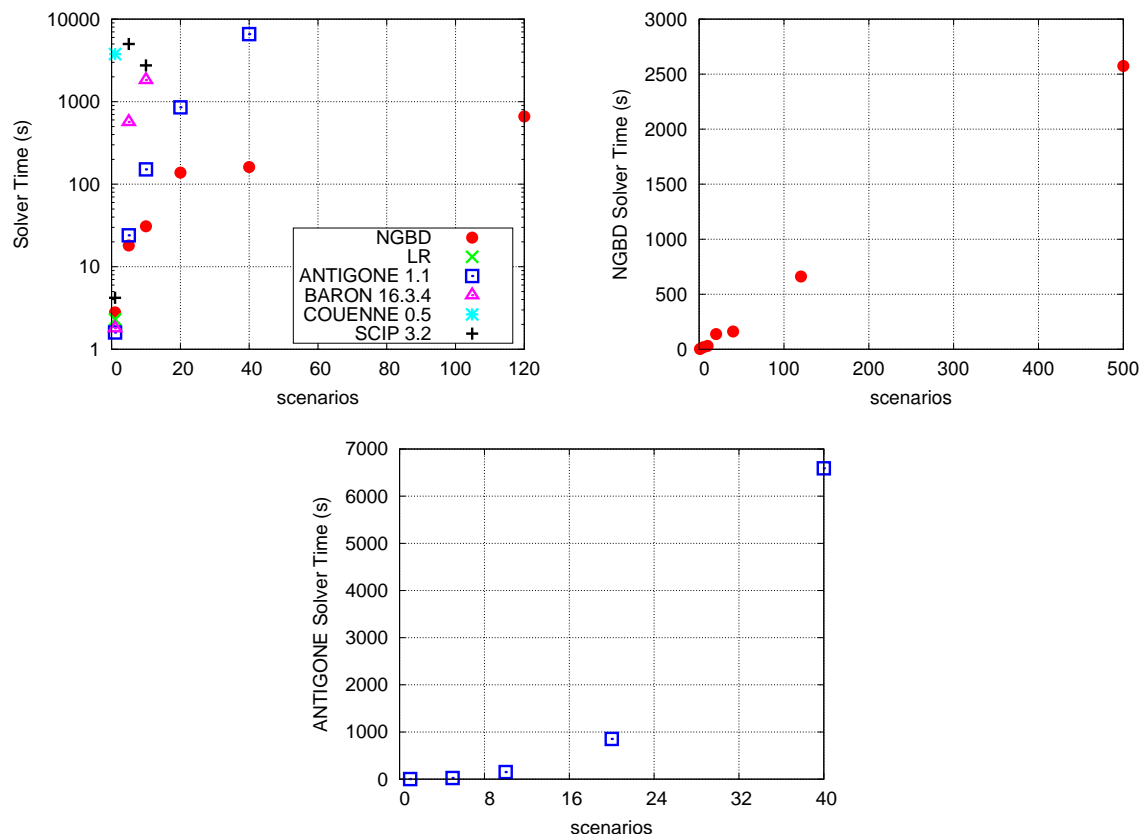 10000
1000
100
10
1
Solver Time (s)
NGBD
LR
ANTIGONE 1.1
BARON 16.3.4
COUENNE 0.5
SCIP 3.2
0 20 40 60 80 100 120
scenarios
3000
2500
2000
1500
1000
500
0
NGBD Solver Time (s)
0 100 200 300 400 500
scenarios
7000
6000
5000
4000
3000
2000
1000
0
ANTIGONE Solver Time (s)
0 8 16 24 32 40
scenarios